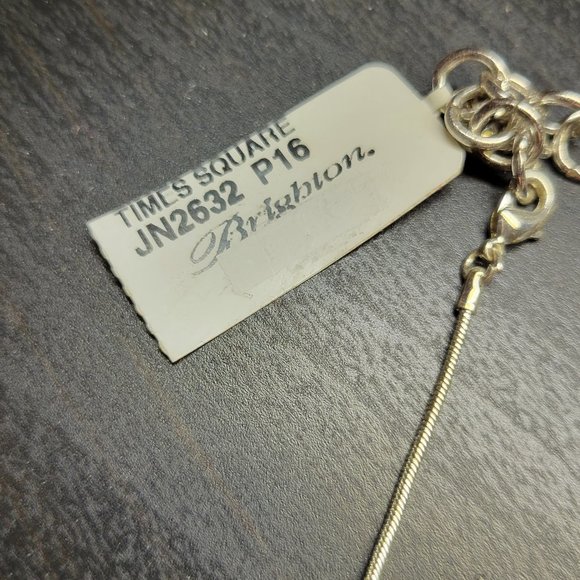 TIMES SQUARE
JN2632 P16
Brighton.